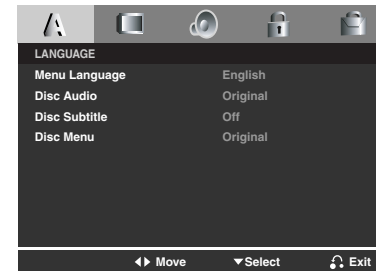 LANGUAGE
Menu Language English
Disc Audio Original
Disc Subtitle Off
Disc Menu Original
Move Select Exit